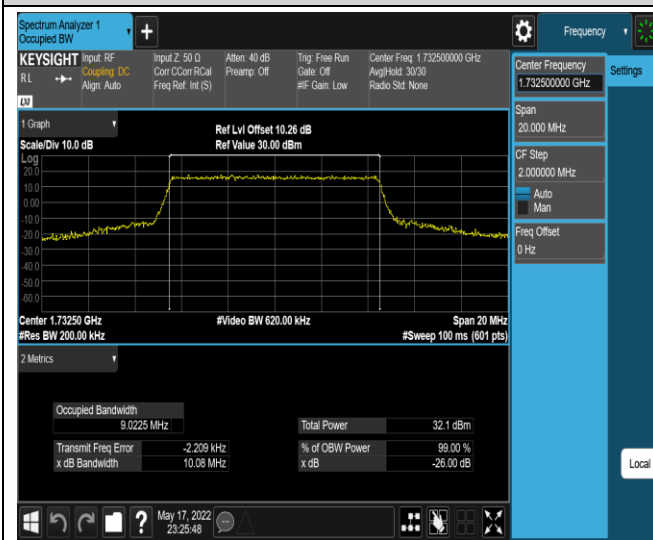 Spectrum Analyzer 1
Occupied BW
+
Frequency
KEYSIGHT
RL
LXI
Input: RF
Coupling: DC
Align: Auto
Input Z: 50 Ω
Corr CCorr RCal
Freq Ref: Int (S)
Atten: 40 dB
Preamp: Off
Trig: Free Run
Gate: Off
#IF Gain: Low
Center Freq: 1.732500000 GHz
Avg|Hold: 30/30
Radio Std: None
Center Frequency
1.732500000 GHz
Settings
Span
20.000 MHz
CF Step
2.000000 MHz
Auto
Man
Freq Offset
0 Hz
1 Graph
Scale/Div 10.0 dB
Ref Lvl Offset 10.26 dB
Ref Value 30.00 dBm
Log
20.0
10.0
0.00
-10.0
-20.0
-30.0
-40.0
-50.0
-60.0
Center 1.73250 GHz
#Video BW 620.00 kHz
Span 20 MHz
#Res BW 200.00 kHz
#Sweep 100 ms (601 pts)
2 Metrics
Occupied Bandwidth
9.0225 MHz
Total Power 32.1 dBm
Transmit Freq Error -2.209 kHz
% of OBW Power 99.00 %
x dB Bandwidth 10.08 MHz
x dB -26.00 dB
Local
?
May 17, 2022
23:25:48